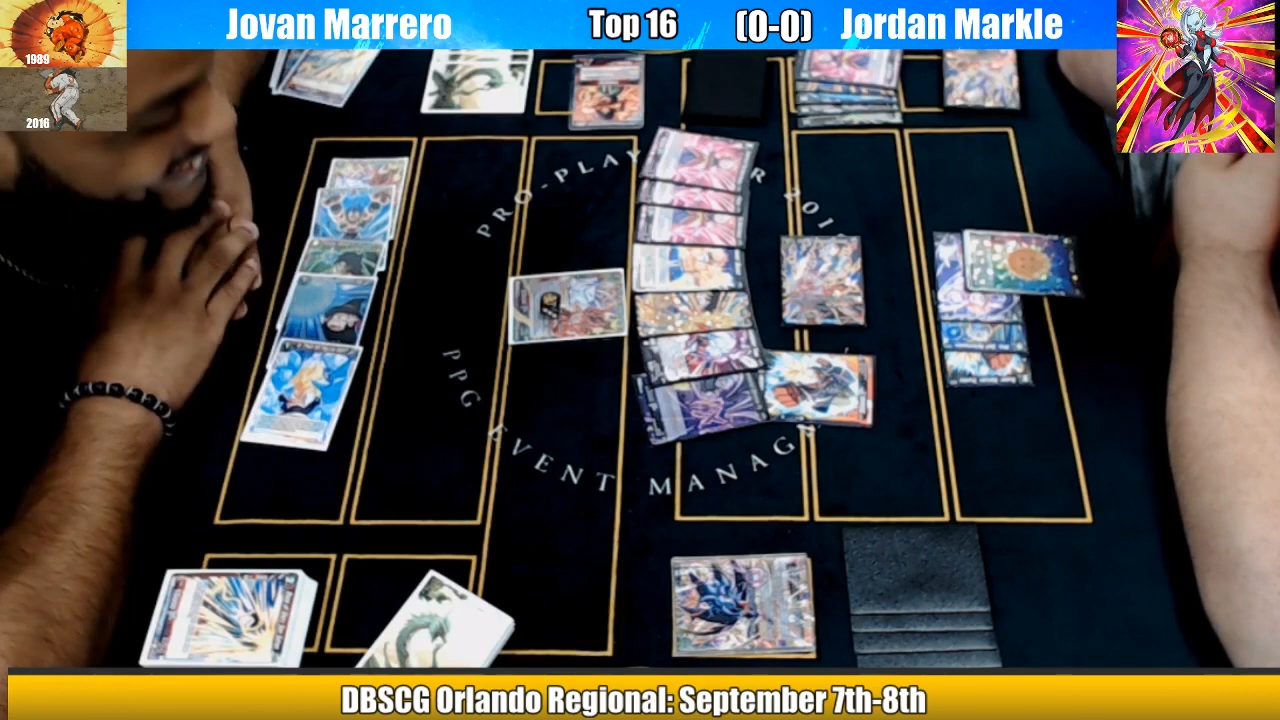 Jovan Marrero
Top 16
(0-0)
Jordan Markle
1989
2016
PRO-PLAY
R 201
PPG EVENT MANAG
DBSCG Orlando Regional: September 7th-8th